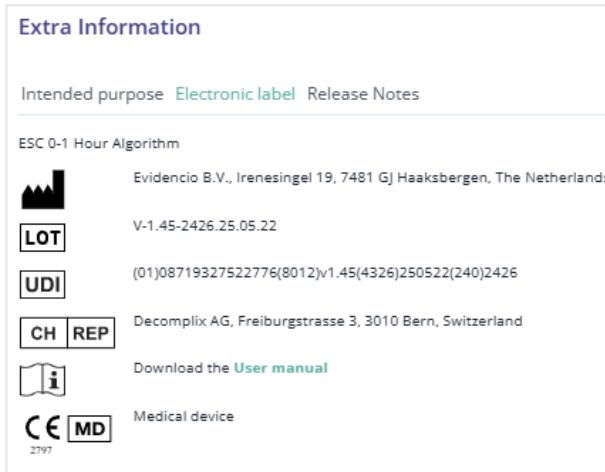 Extra Information
Intended purpose Electronic label Release Notes
ESC 0-1 Hour Algorithm
Evidencio B.V., Irenesingel 19, 7481 GJ Haaksbergen, The Netherlands
LOT V-1.45-2426.25.05.22
UDI (01)08719327522776(8012)v1.45(4326)250522(240)2426
CH REP Decomplix AG, Freiburgstrasse 3, 3010 Bern, Switzerland
i Download the User manual
CE MD Medical device
2797